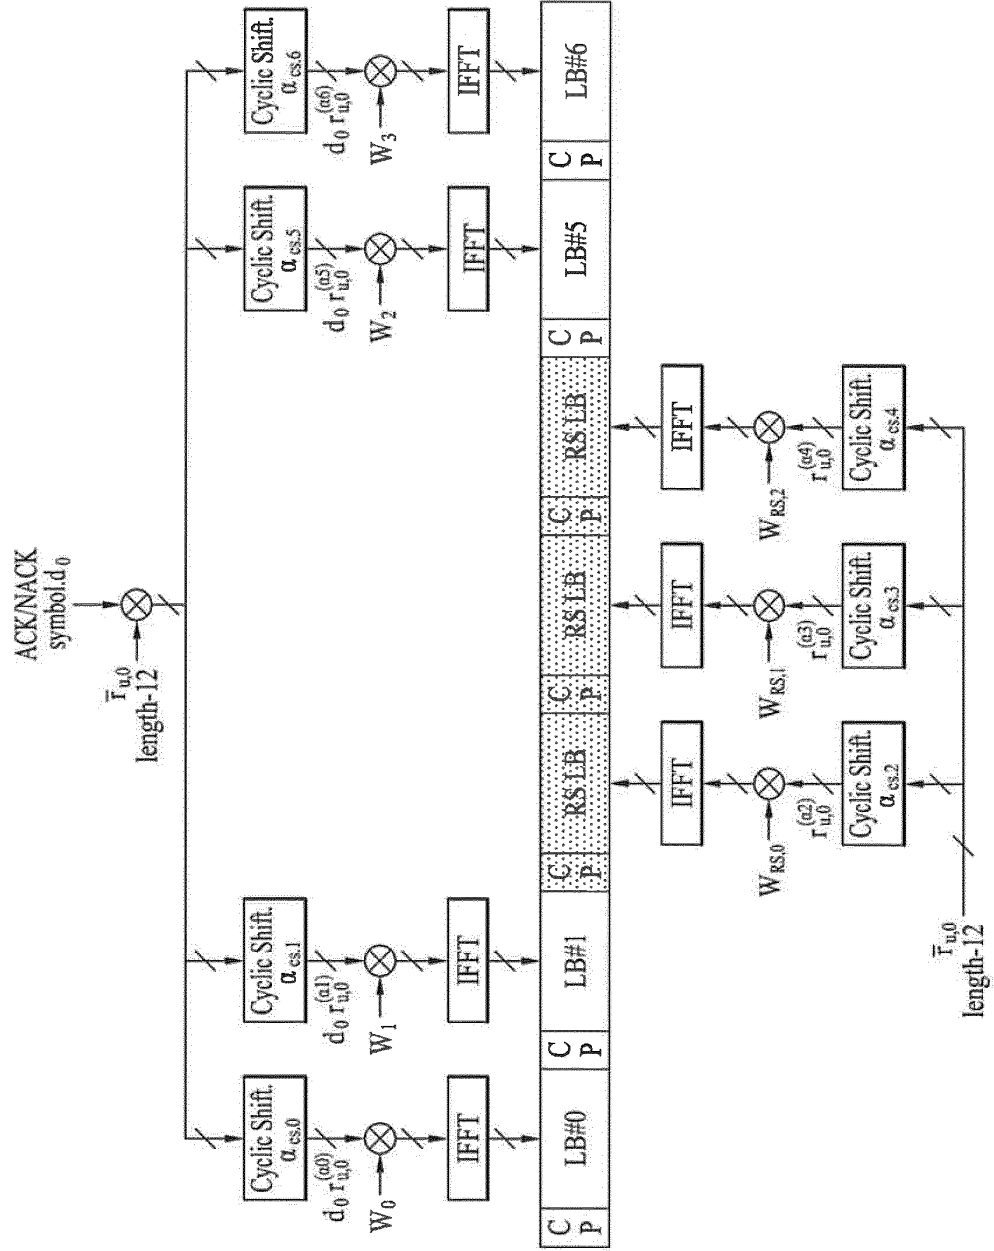 ACK/NACK
symbol.d0
r̄̄u,0
length-12
Cyclic Shift.
αcs.0
Cyclic Shift.
αcs.1
Cyclic Shift.
αcs.5
Cyclic Shift.
αcs.6
d0 ru,0(α0)
d0 ru,0(α1)
d0 ru,0(α5)
d0 ru,0(α6)
W0
W1
W2
W3
IFFT
IFFT
IFFT
IFFT
CP
LB#0
CP
LB#1
CP
RS LB
CP
RS LB
CP
RS LB
CP
LB#5
CP
LB#6
IFFT
IFFT
IFFT
WRS,0
WRS,1
WRS,2
ru,0(α2)
ru,0(α3)
ru,0(α4)
Cyclic Shift.
αcs.2
Cyclic Shift.
αcs.3
Cyclic Shift.
αcs.4
r̄̄u,0
length-12